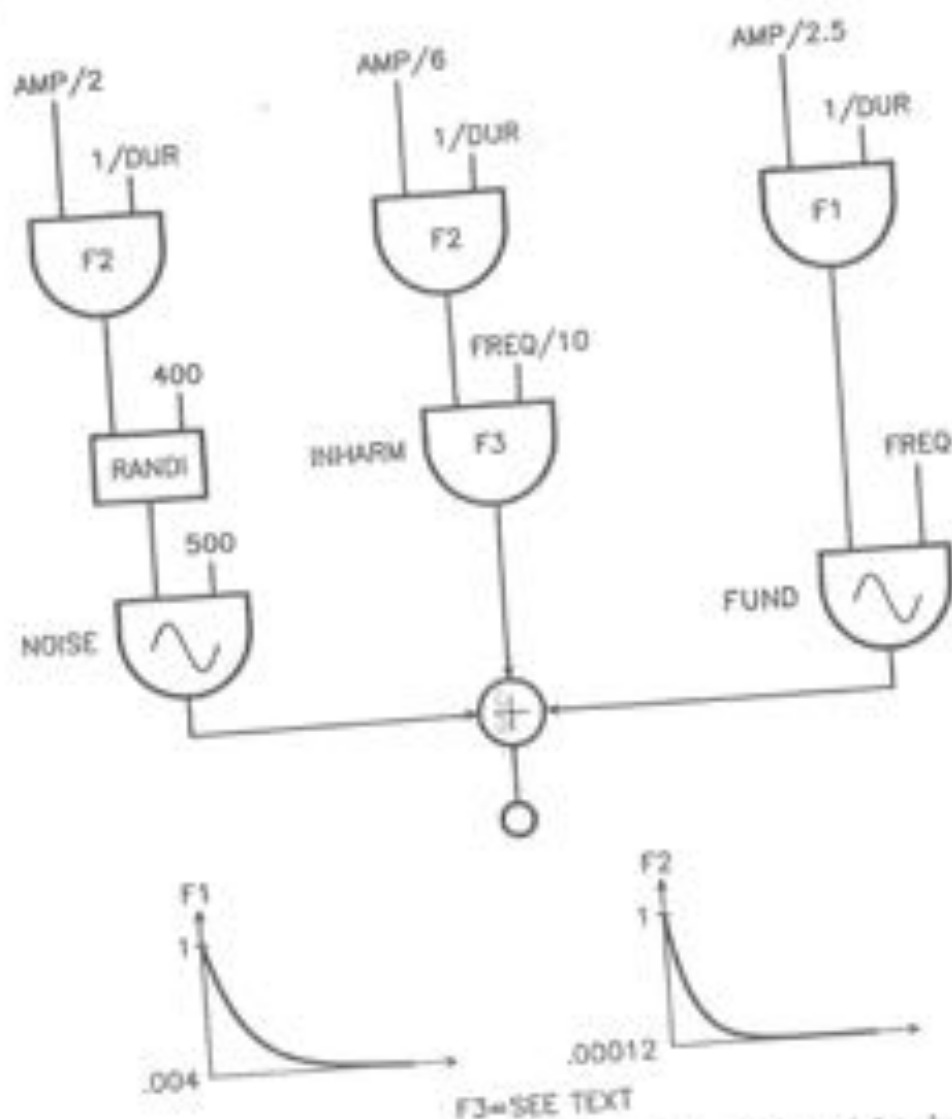 AMP/2
1/DUR
F2
400
RANDI
500
NOISE
AMP/6
1/DUR
F2
FREQ/10
INHARM
F3
AMP/2.5
1/DUR
F1
FREQ
FUND
F1
1
.004
F2
1
.00012
F3=SEE TEXT